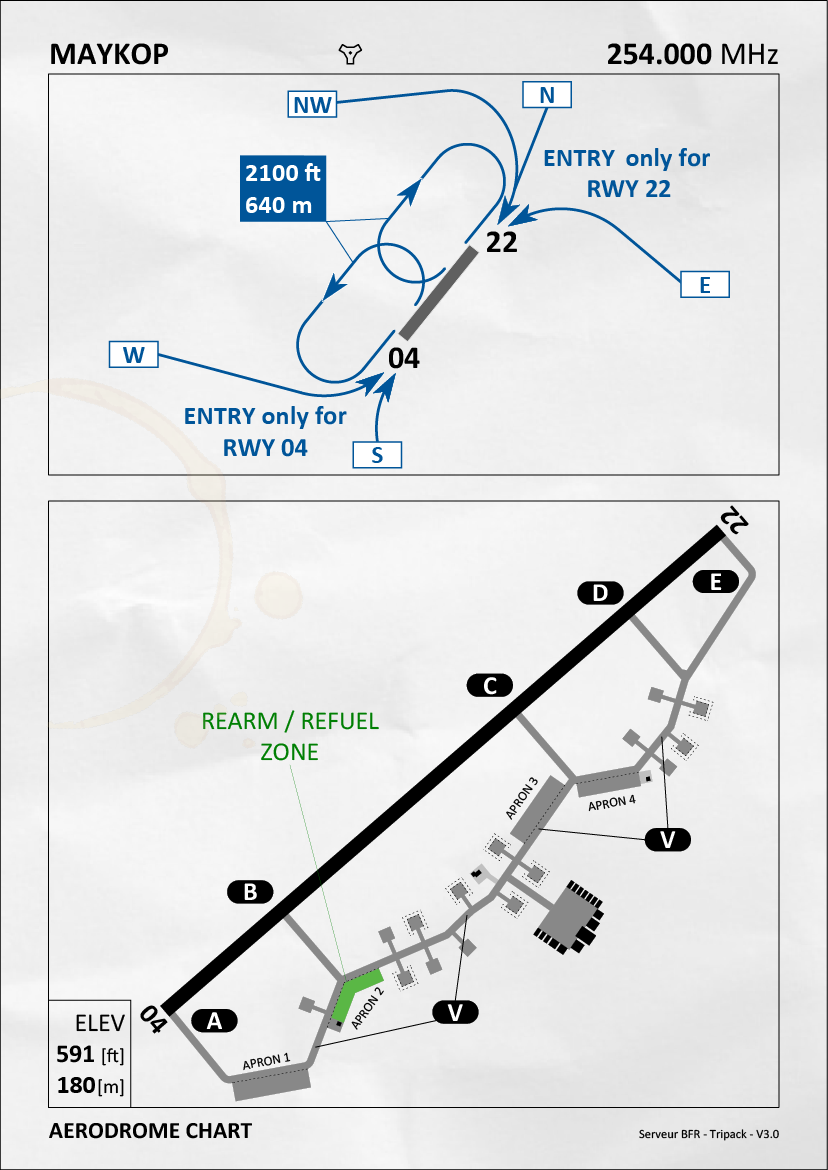 MAYKOP
254.000 MHz
NW
N
ENTRY only for
RWY 22
2100 ft
640 m
22
E
W
04
ENTRY only for
RWY 04
S
22
E
D
C
REARM / REFUEL
ZONE
APRON 3
APRON 4
V
B
APRON 2
V
04
A
APRON 1
ELEV
591 [ft]
180[m]
AERODROME CHART
Serveur BFR - Tripack - V3.0